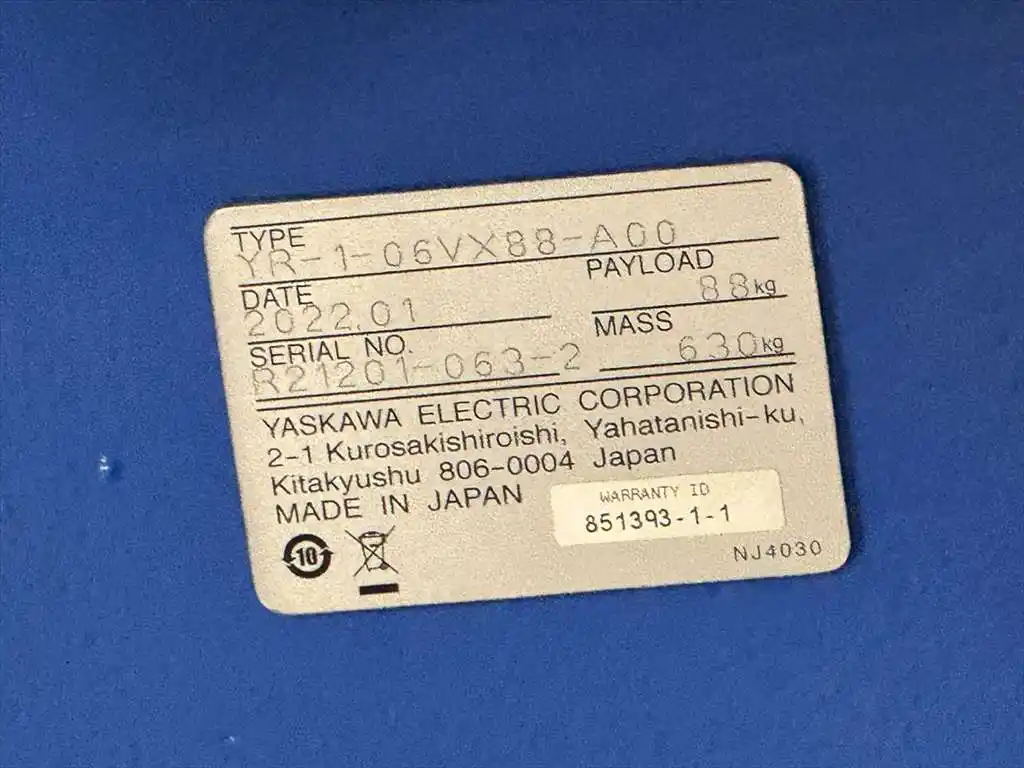 TYPE
YR-1-06VX88-A00
DATE
2022.01
PAYLOAD
88kg
SERIAL NO.
R21201-063-2
MASS
630kg
YASKAWA ELECTRIC CORPORATION
2-1 Kurosakishiroishi, Yahatanishi-ku,
Kitakyushu 806-0004 Japan
MADE IN JAPAN
WARRANTY ID
851393-1-1
10
NJ4030